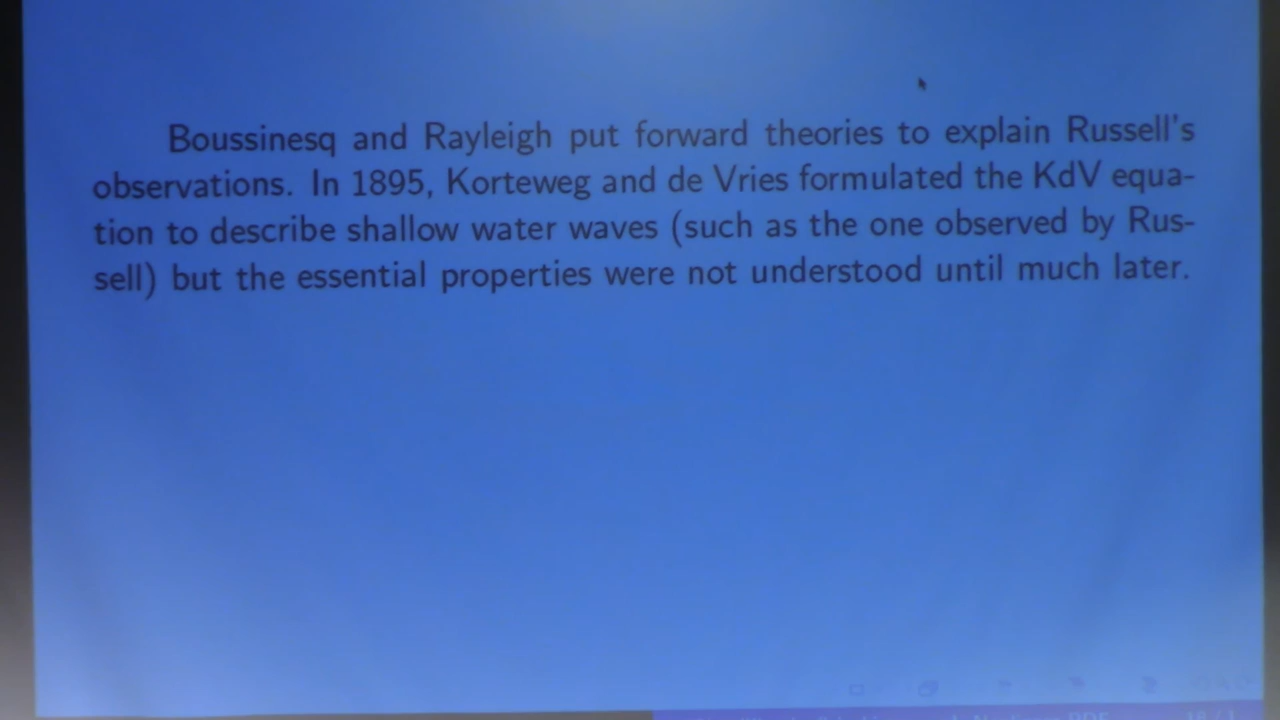 Boussinesq and Rayleigh put forward theories to explain Russell's
observations. In 1895, Korteweg and de Vries formulated the KdV equa-
tion to describe shallow water waves (such as the one observed by Rus-
sell) but the essential properties were not understood until much later.